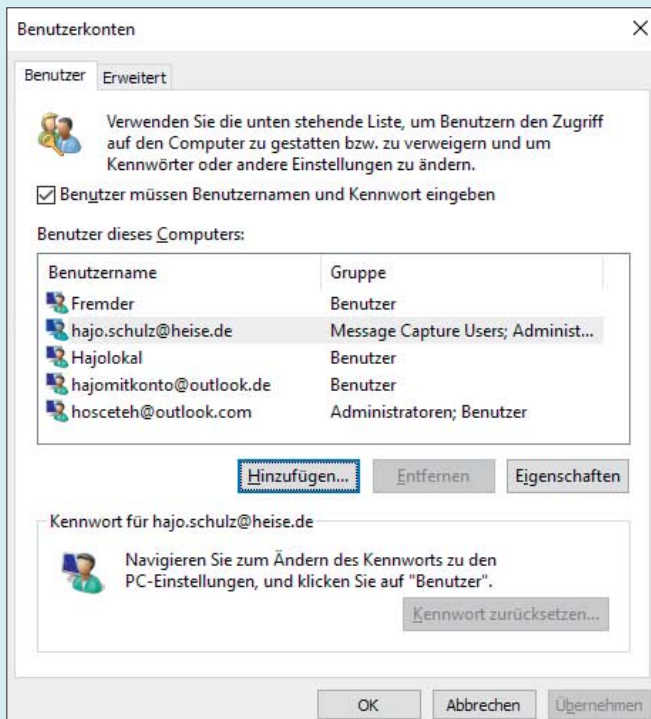 Benutzerkonten
Benutzer Erweitert
Verwenden Sie die unten stehende Liste, um Benutzern den Zugriff
auf den Computer zu gestatten bzw. zu verweigern und um
Kennwörter oder andere Einstellungen zu ändern.
Benutzer müssen Benutzernamen und Kennwort eingeben
Benutzer dieses Computers:
Benutzername Gruppe
Fremder Benutzer
hajo.schulz@heise.de Message Capture Users; Administ...
Hajolokal Benutzer
hajomitkonto@outlook.de Benutzer
hosceteh@outlook.com Administratoren; Benutzer
Hinzufügen... Entfernen Eigenschaften
Kennwort für hajo.schulz@heise.de
Navigieren Sie zum Ändern des Kennworts zu den
PC-Einstellungen, und klicken Sie auf "Benutzer".
Kennwort zurücksetzen...
OK Abbrechen Übernehmen